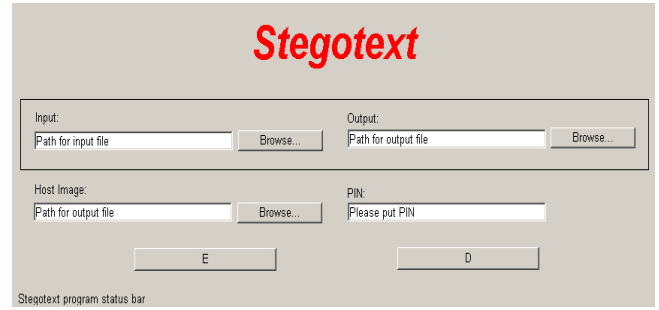 Stegotext
Input:
Output:
Path for input file
Browse...
Path for output file
Browse...
Host Image:
PIN:
Path for output file
Browse...
Please put PIN
E
D
Stegotext program status bar